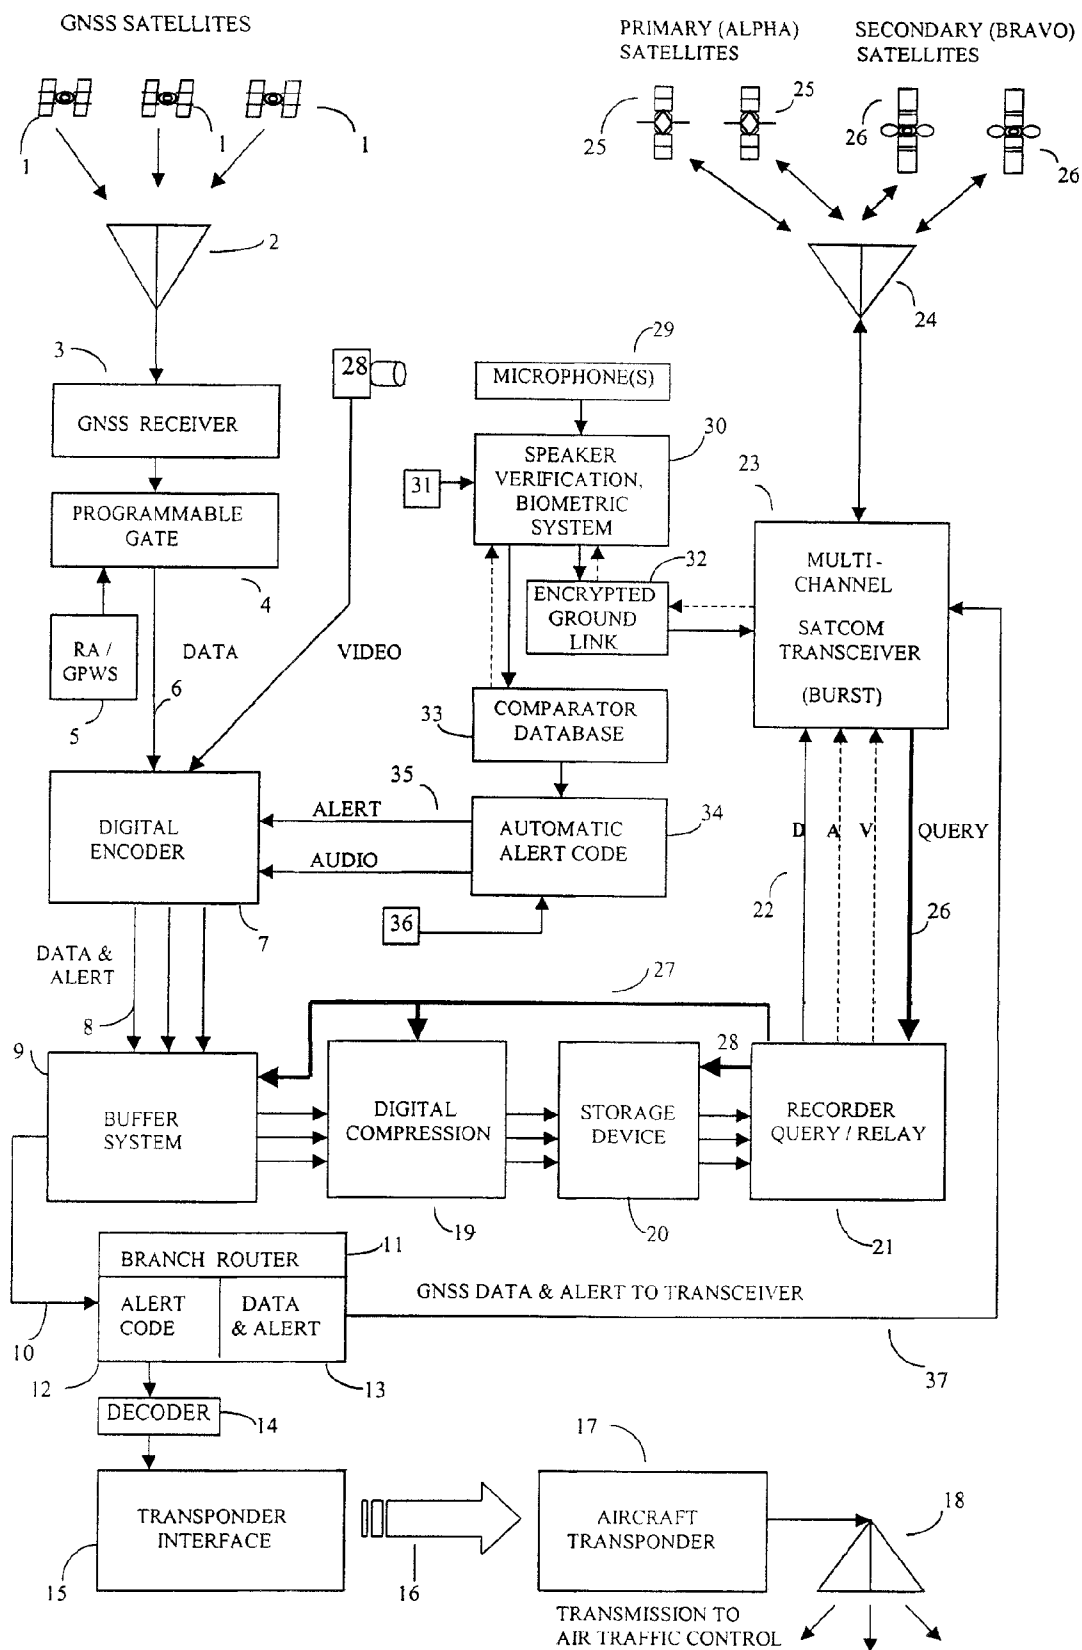 GNSS SATELLITES
PRIMARY (ALPHA)
SATELLITES
SECONDARY (BRAVO)
SATELLITES
1
1
1
25
25
26
26
2
24
3
GNSS RECEIVER
28
29
MICROPHONE(S)
30
SPEAKER
VERIFICATION,
BIOMETRIC
SYSTEM
31
23
MULTI-
CHANNEL
SATCOM
TRANSCEIVER
(BURST)
PROGRAMMABLE
GATE
4
32
ENCRYPTED
GROUND
LINK
RA /
GPWS
5
DATA
6
VIDEO
33
COMPARATOR
DATABASE
35
ALERT
AUDIO
AUTOMATIC
ALERT CODE
34
36
DIGITAL
ENCODER
7
D
A
V
QUERY
22
26
DATA &
ALERT
8
27
28
9
BUFFER
SYSTEM
DIGITAL
COMPRESSION
19
STORAGE
DEVICE
20
RECORDER
QUERY / RELAY
21
10
BRANCH ROUTER
11
ALERT
CODE
DATA
& ALERT
12
13
GNSS DATA & ALERT TO TRANSCEIVER
37
DECODER
14
TRANSPONDER
INTERFACE
15
16
17
AIRCRAFT
TRANSPONDER
18
TRANSMISSION TO
AIR TRAFFIC CONTROL